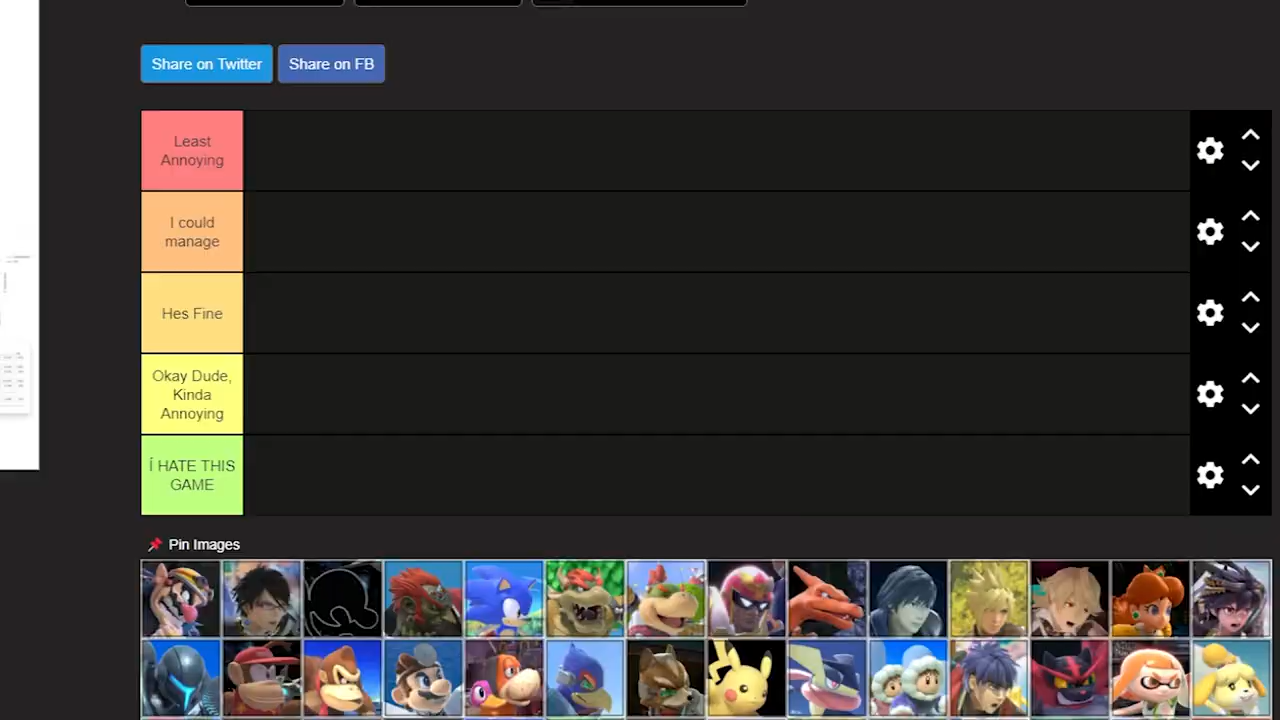 Share on Twitter
Share on FB
Least
Annoying
I could
manage
Hes Fine
Okay Dude,
Kinda
Annoying
Í HATE THIS
GAME
Pin Images